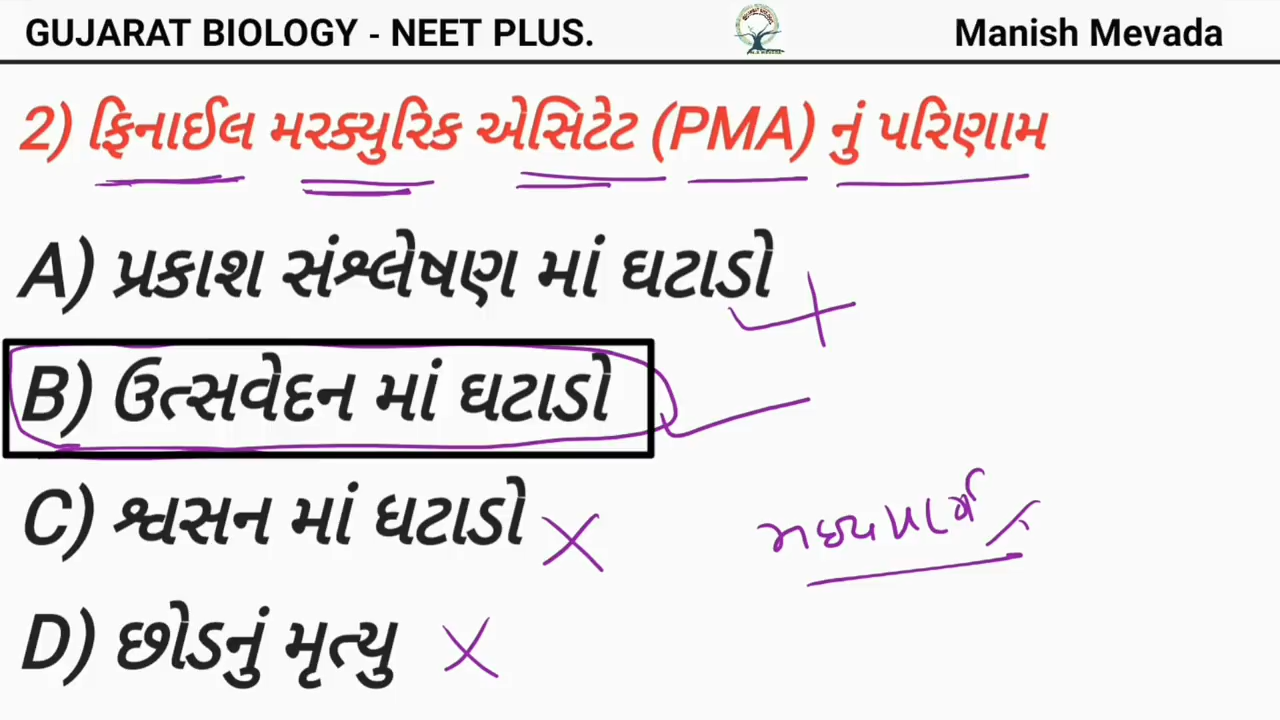 GUJARAT BIOLOGY - NEET PLUS.
Manish Mevada
2) ફિનાઈલ મરક્યુરિક એસિટેટ (PMA) નું પરિણામ
A) પ્રકાશ સંશ્લેષણ માં ઘટાડો
B) ઉત્સવેદન માં ઘટાડો
C) શ્વસન માં ઘટાડો
D) છોડનું મૃત્યુ